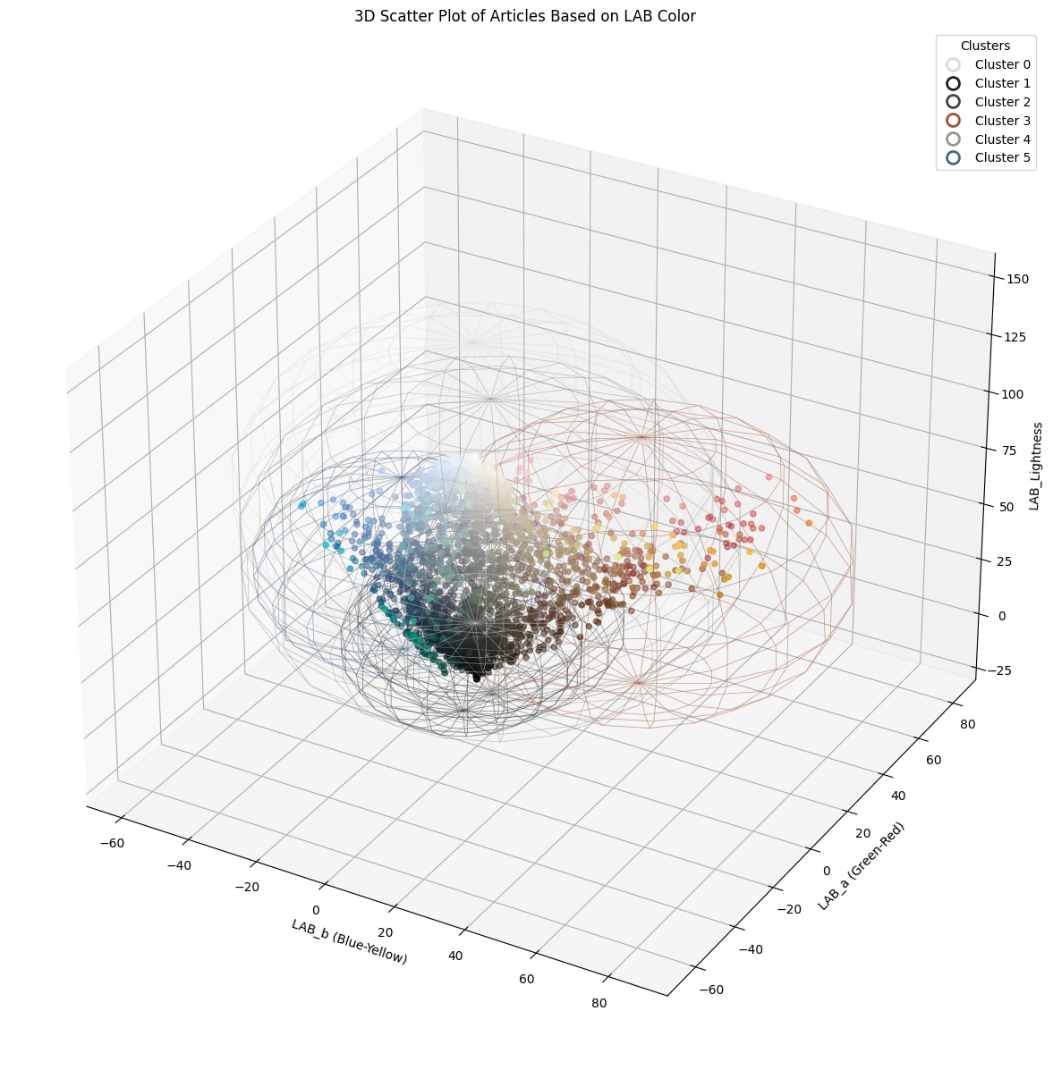 3D Scatter Plot of Articles Based on LAB Color
Clusters
Cluster 0
Cluster 1
Cluster 2
Cluster 3
Cluster 4
Cluster 5
150
125
100
75
50
25
0
−25
LAB_Lightness
80
60
40
20
0
−20
−40
−60
LAB_a (Green-Red)
−60
−40
−20
0
20
40
60
80
LAB_b (Blue-Yellow)